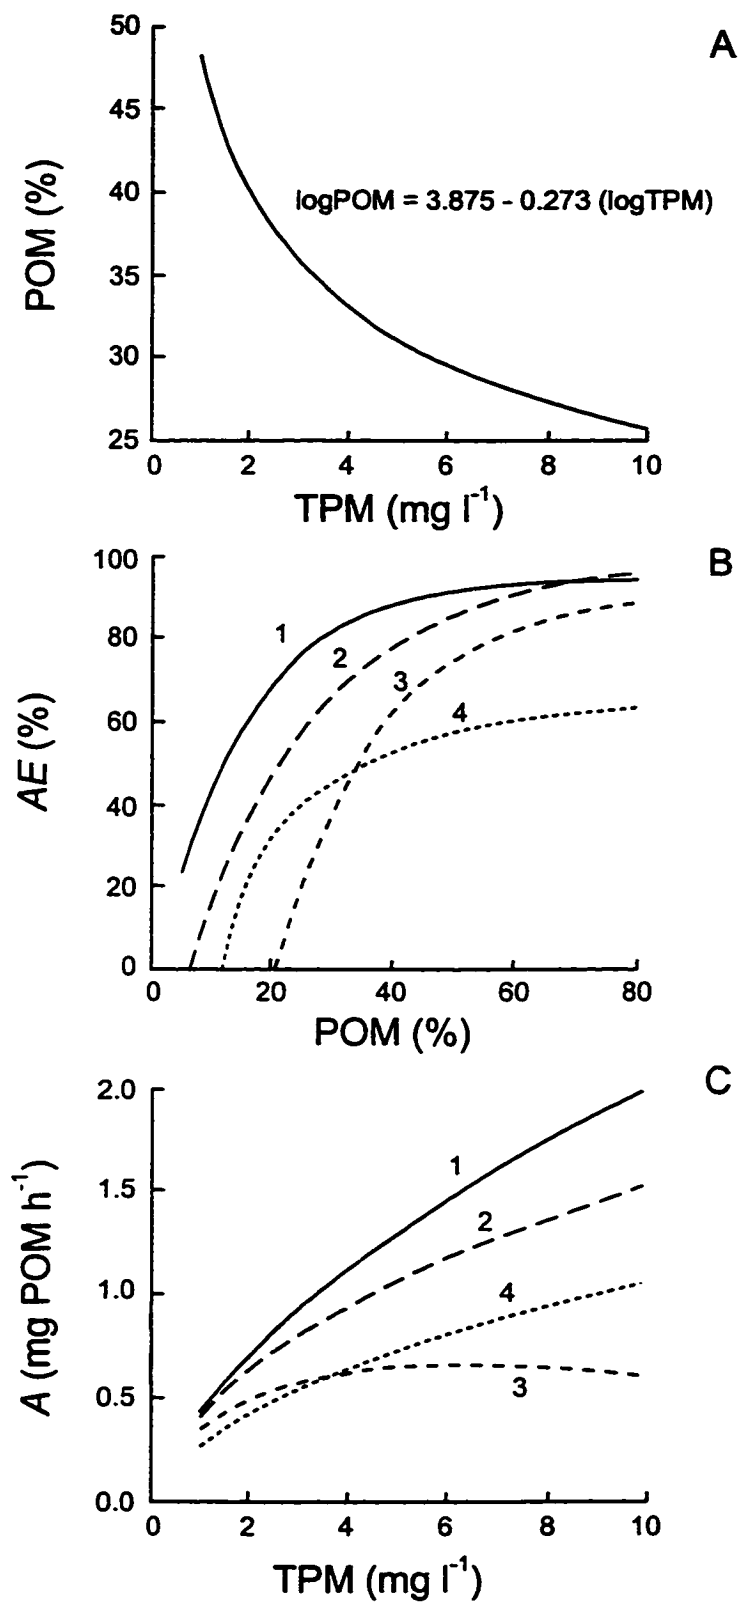 A
50
45
40
35
30
25
POM (%)
logPOM = 3.875 - 0.273 (logTPM)
0 2 4 6 8 10
TPM (mg l⁻¹)
B
100
80
60
40
20
0
AE (%)
1
2
3
4
0 20 40 60 80
POM (%)
C
2.0
1.5
1.0
0.5
0.0
A (mg POM h⁻¹)
1
2
4
3
0 2 4 6 8 10
TPM (mg l⁻¹)